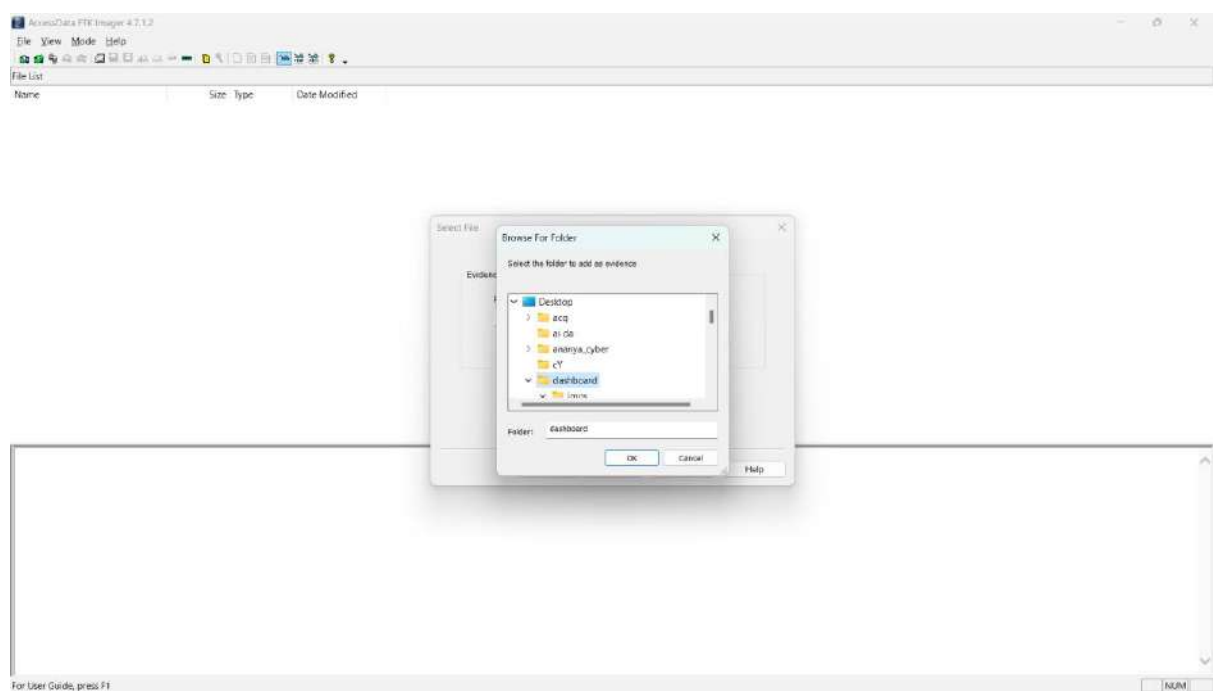 AccessData FTK Imager 4.7.1.2
File View Mode Help
File List
Name Size Type Date Modified
Select File
Browse For Folder
Select the folder to add as evidence
Desktop
acq
ananya_cyber
cY
dashboard
Folder: dashboard
OK Cancel
Help
For User Guide, press F1
NUM